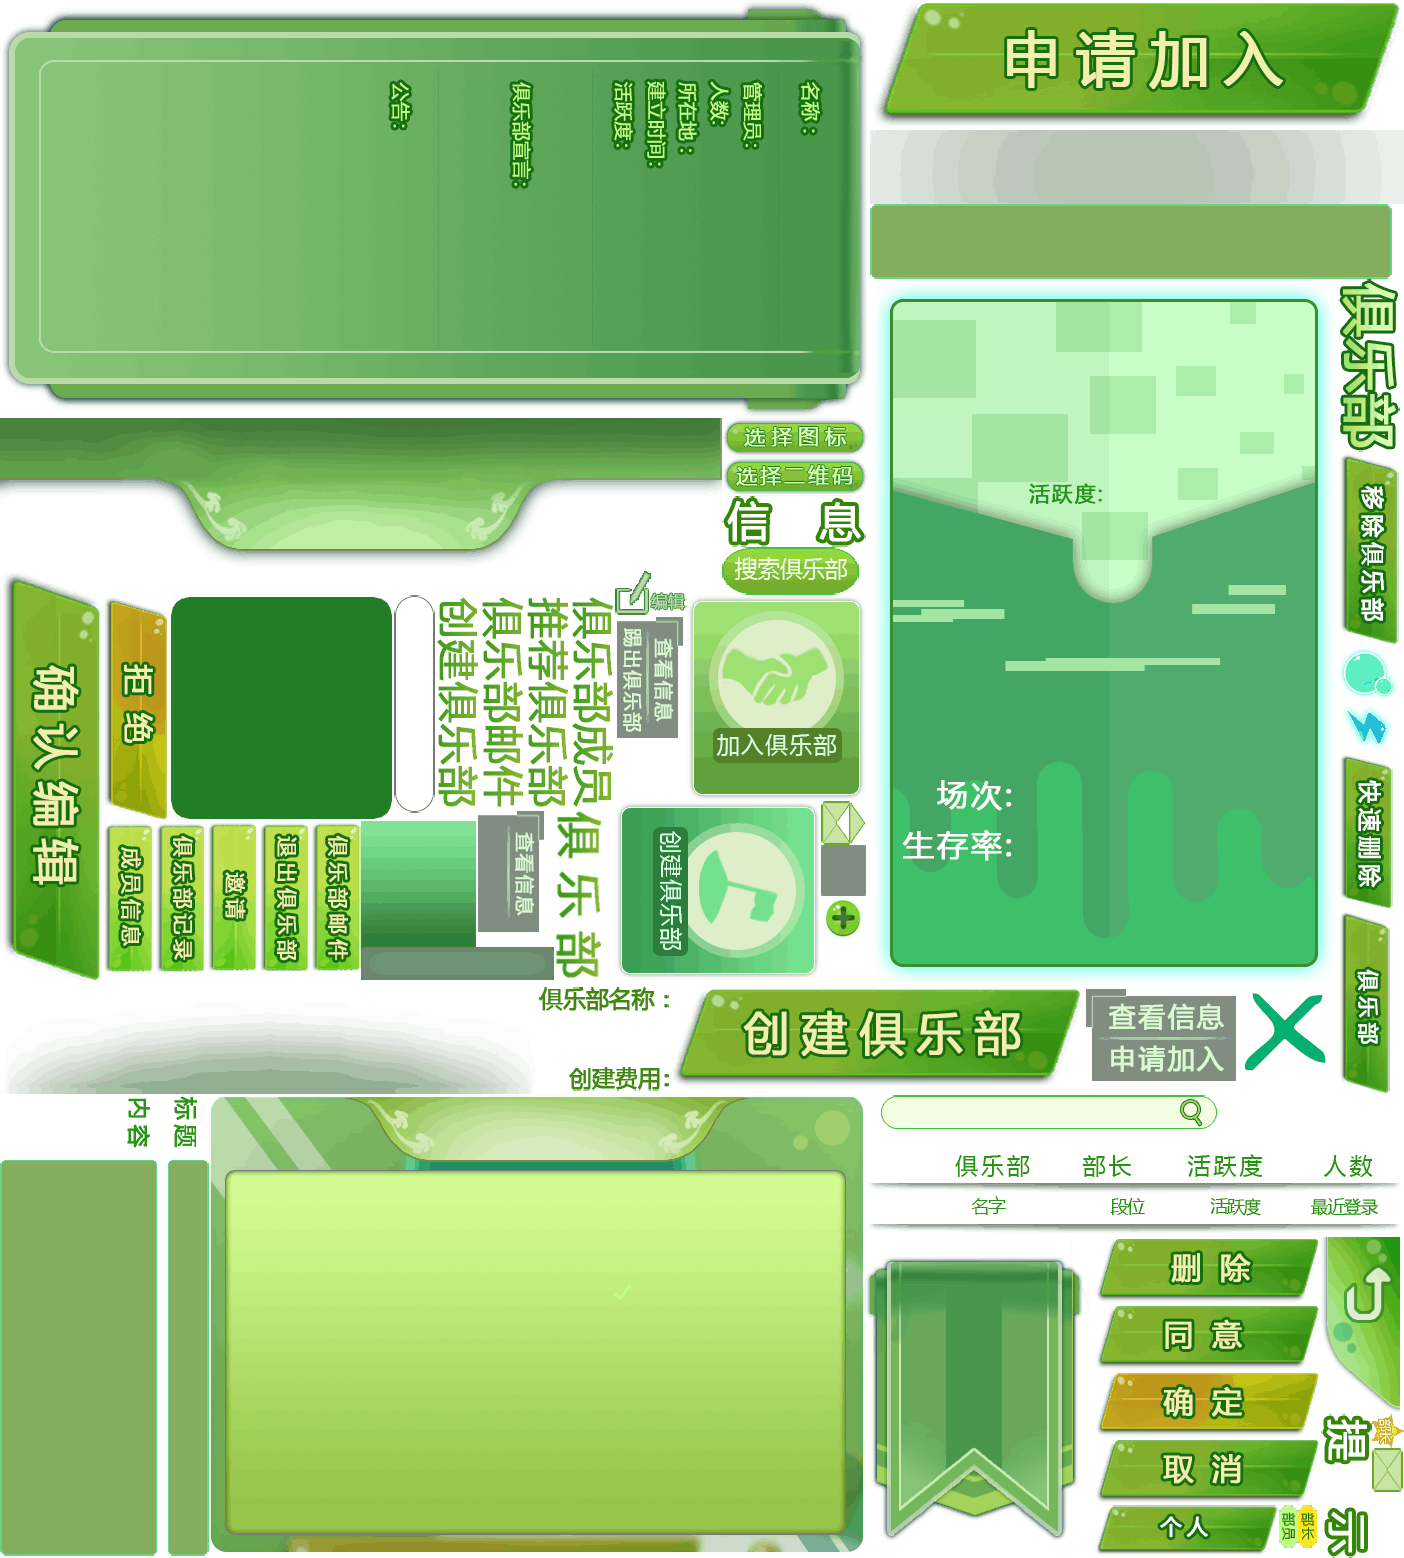 申请加入
名称：
管理员：
人数：
所在地：
建立时间：
活跃度：
俱乐部宣言：
公告：
俱乐部
选择图标
选择二维码
信 息
搜索俱乐部
活跃度:
移除俱乐部
编辑
查看信息
踢出俱乐部
俱乐部成员
推荐俱乐部
俱乐部邮件
创建俱乐部
加入俱乐部
拒绝
确认编辑
场次:
生存率:
快速删除
创建俱乐部
俱乐部
查看信息
俱乐部邮件
退出俱乐部
邀请
俱乐部记录
成员信息
俱乐部
俱乐部名称：
创建俱乐部
查看信息
申请加入
创建费用:
标题
内容
俱乐部 部长 活跃度 人数
名字 段位 活跃度 最近登录
删 除
同 意
确 定
取 消
个人
提 示
部长
部长
部员